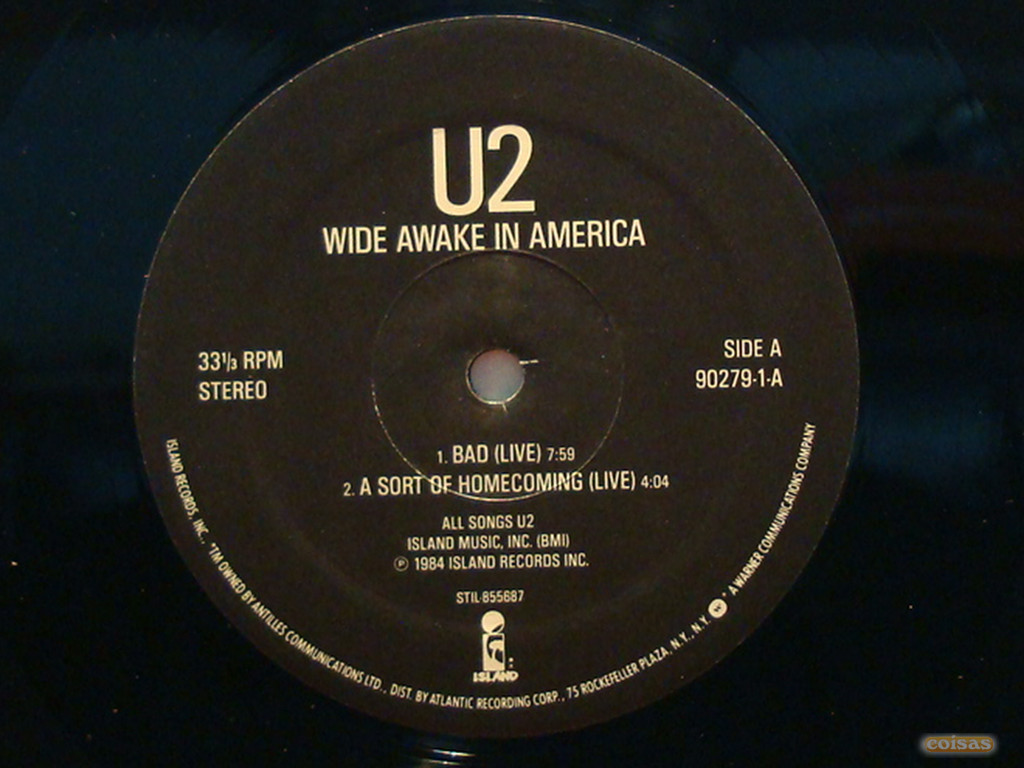 U2
WIDE AWAKE IN AMERICA
33⅓ RPM
STEREO
SIDE A
90279-1-A
1. BAD (LIVE) 7:59
2. A SORT OF HOMECOMING (LIVE) 4:04
ALL SONGS U2
ISLAND MUSIC, INC. (BMI)
℗ 1984 ISLAND RECORDS INC.
STIL-855687
ISLAND
ISLAND RECORDS, INC., *TM OWNED BY ANTILLES COMMUNICATIONS LTD., DIST. BY ATLANTIC RECORDING CORP., 75 ROCKEFELLER PLAZA, N.Y., N.Y. * A WARNER COMMUNICATIONS COMPANY
coisas